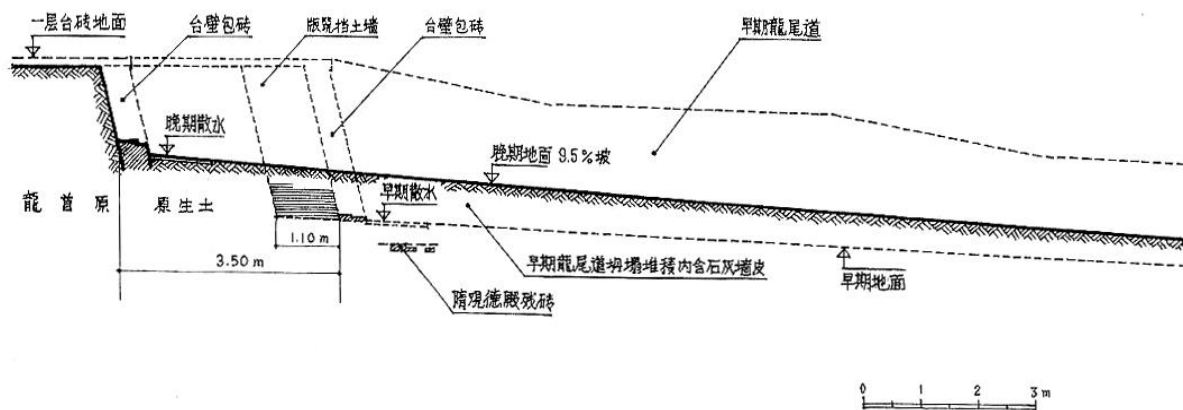 一层台砖地面
台壁包砖
版筑挡土墙
台壁包砖
早期龍尾道
晚期散水
晚期地面 9.5%坡
早期散水
龍首原 原生土
1.10 m
3.50 m
早期龍尾道坍塌堆積内含石灰墙皮
早期地面
隋观德殿残砖
0 1 2 3 m